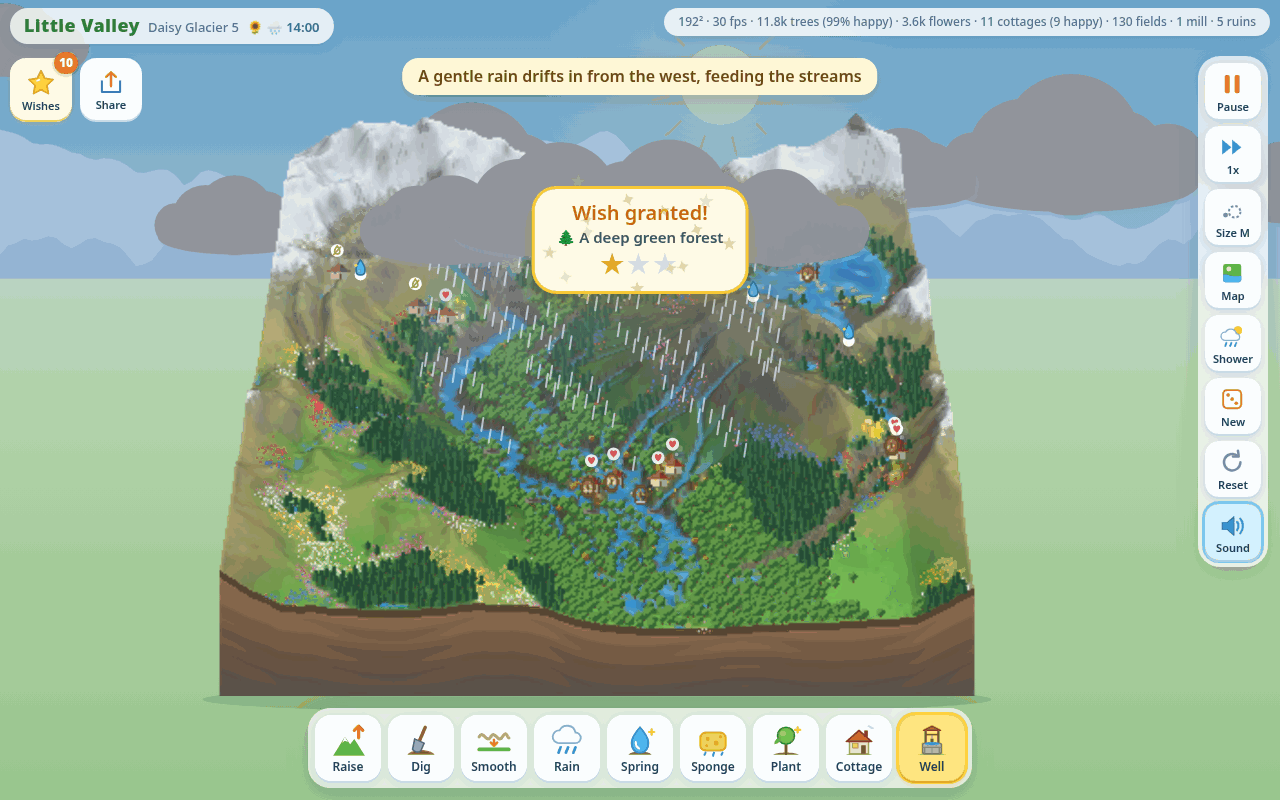 Little Valley Daisy Glacier 5 14:00
192² · 30 fps · 11.8k trees (99% happy) · 3.6k flowers · 11 cottages (9 happy) · 130 fields · 1 mill · 5 ruins
10
Wishes
Share
A gentle rain drifts in from the west, feeding the streams
Wish granted!
A deep green forest
Pause
1x
Size M
Map
Shower
New
Reset
Sound
Raise
Dig
Smooth
Rain
Spring
Sponge
Plant
Cottage
Well